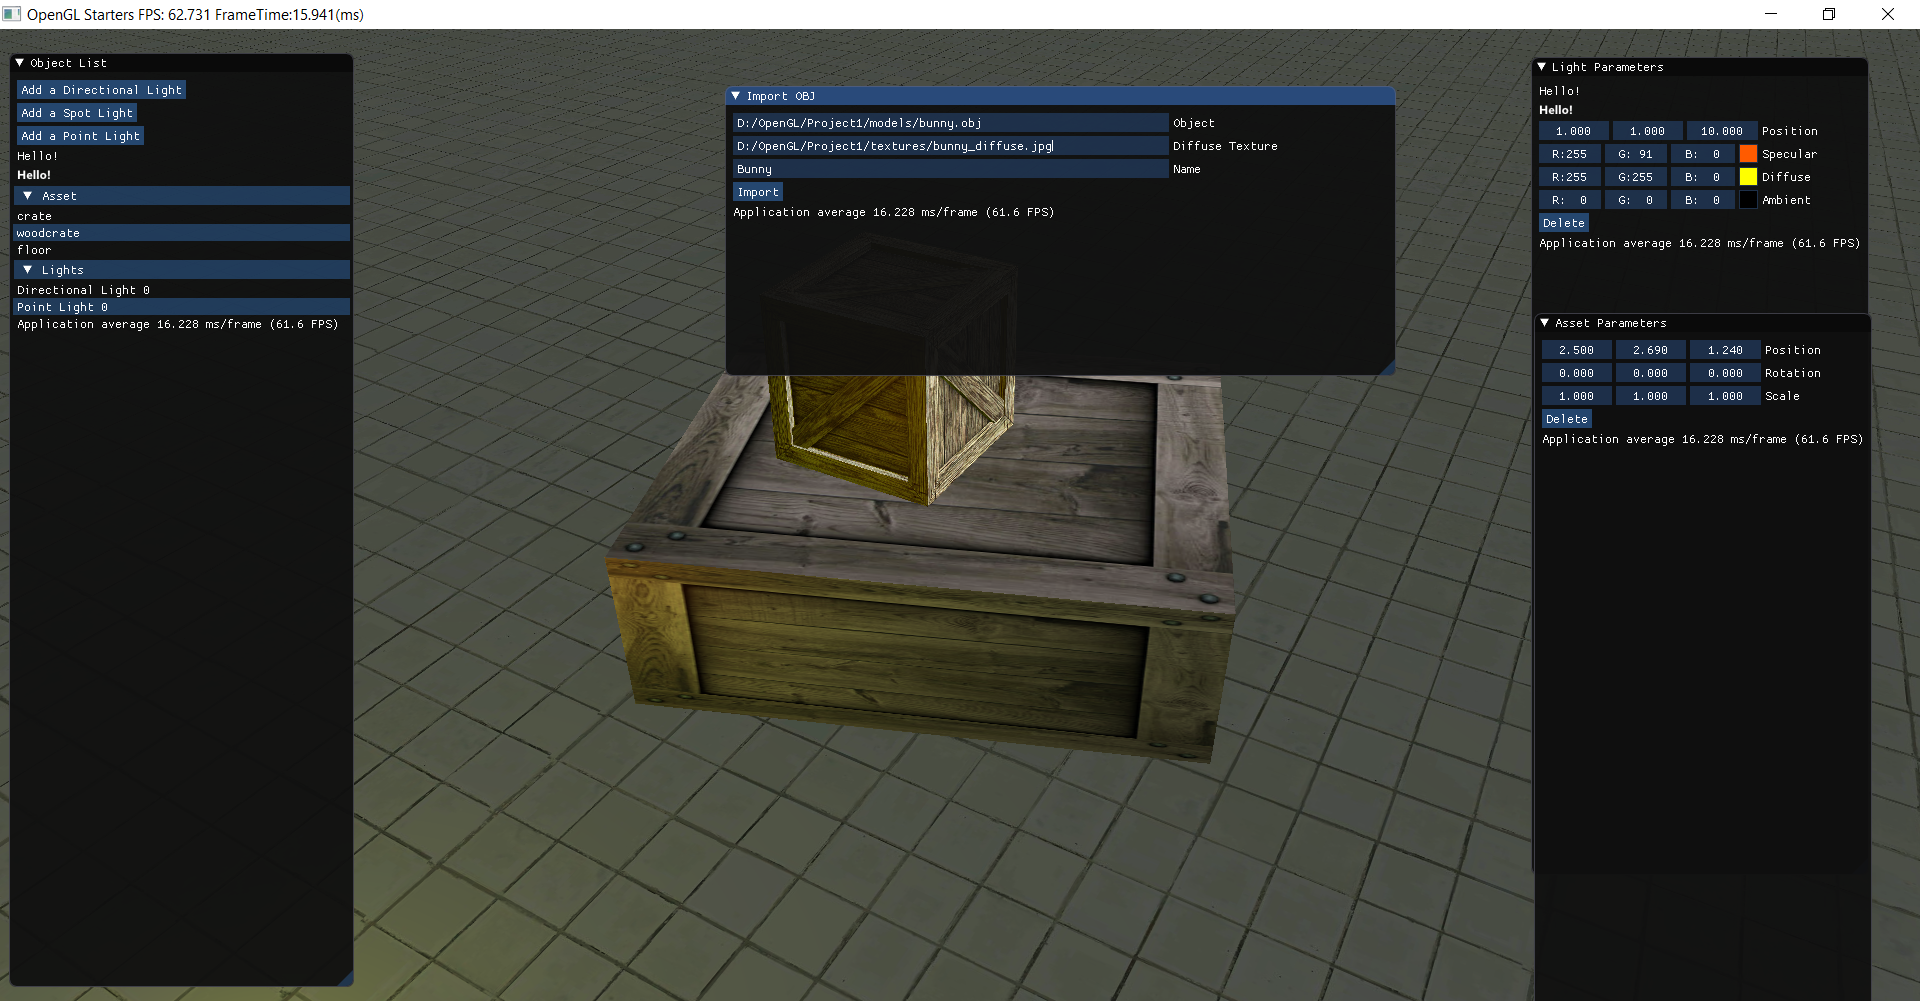 OpenGL Starters FPS: 62.731 FrameTime:15.941(ms)
Object List
Add a Directional Light
Add a Spot Light
Add a Point Light
Hello!
Hello!
Asset
crate
woodcrate
floor
Lights
Directional Light 0
Point Light 0
Application average 16.228 ms/frame (61.6 FPS)
Import OBJ
D:/OpenGL/Project1/models/bunny.obj Object
D:/OpenGL/Project1/textures/bunny_diffuse.jpg Diffuse Texture
Bunny Name
Import
Application average 16.228 ms/frame (61.6 FPS)
Light Parameters
Hello!
Hello!
1.000 1.000 10.000 Position
R:255 G: 91 B: 0 Specular
R:255 G:255 B: 0 Diffuse
R: 0 G: 0 B: 0 Ambient
Delete
Application average 16.228 ms/frame (61.6 FPS)
Asset Parameters
2.500 2.690 1.240 Position
0.000 0.000 0.000 Rotation
1.000 1.000 1.000 Scale
Delete
Application average 16.228 ms/frame (61.6 FPS)